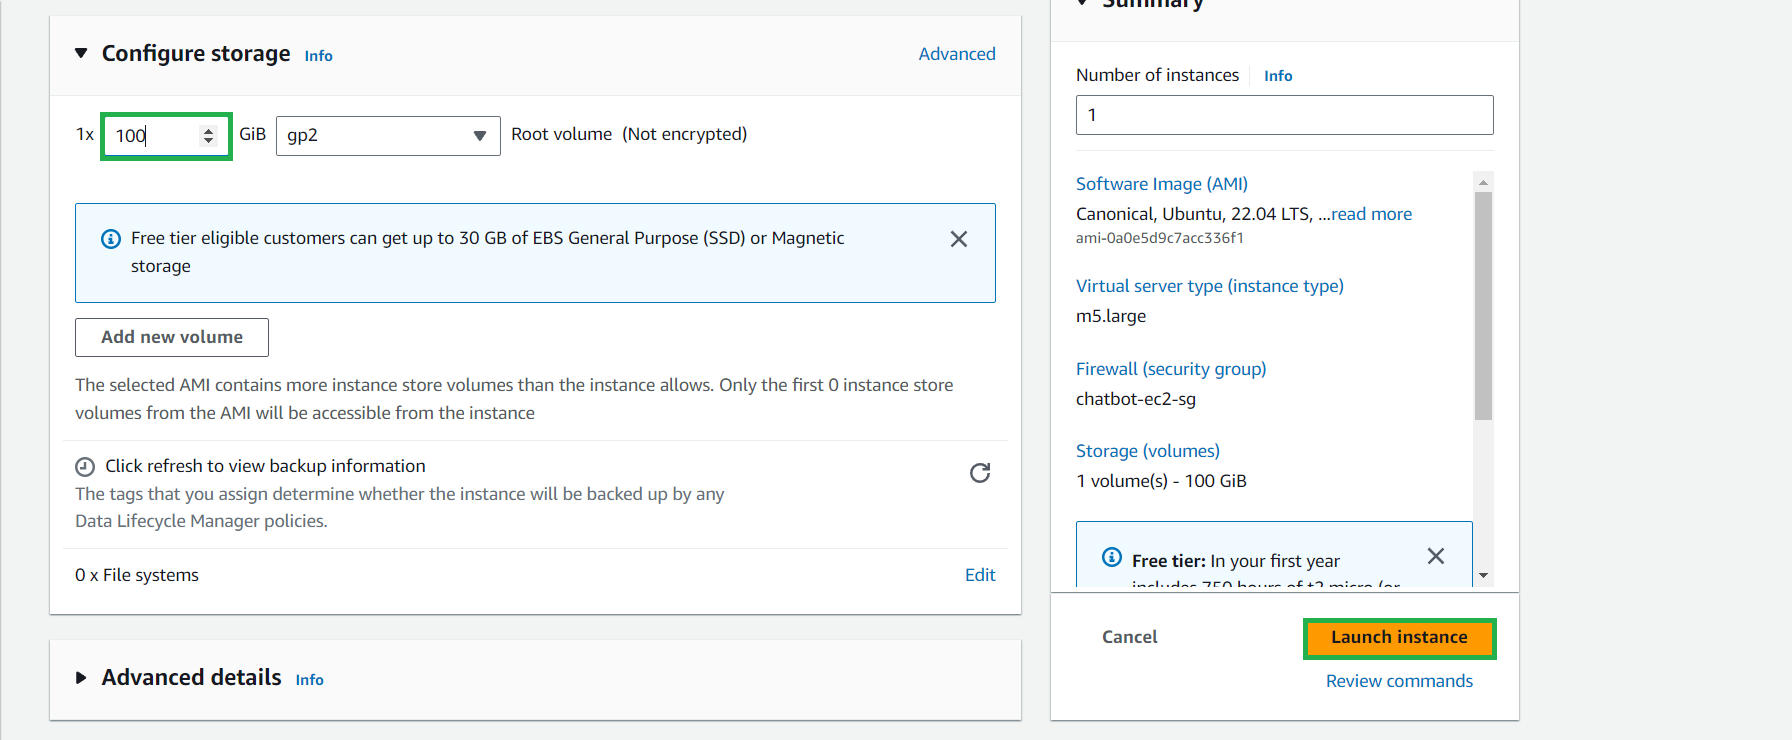 Configure storage Info
Advanced
1x 100 GiB gp2 Root volume (Not encrypted)
Free tier eligible customers can get up to 30 GB of EBS General Purpose (SSD) or Magnetic
storage
Add new volume
The selected AMI contains more instance store volumes than the instance allows. Only the first 0 instance store
volumes from the AMI will be accessible from the instance
Click refresh to view backup information
The tags that you assign determine whether the instance will be backed up by any
Data Lifecycle Manager policies.
0 x File systems
Edit
Advanced details Info
Summary
Number of instances Info
1
Software Image (AMI)
Canonical, Ubuntu, 22.04 LTS, ...read more
ami-0a0e5d9c7acc336f1
Virtual server type (instance type)
m5.large
Firewall (security group)
chatbot-ec2-sg
Storage (volumes)
1 volume(s) - 100 GiB
Free tier: In your first year
includes 750 hours of t2.micro (or
Cancel
Launch instance
Review commands